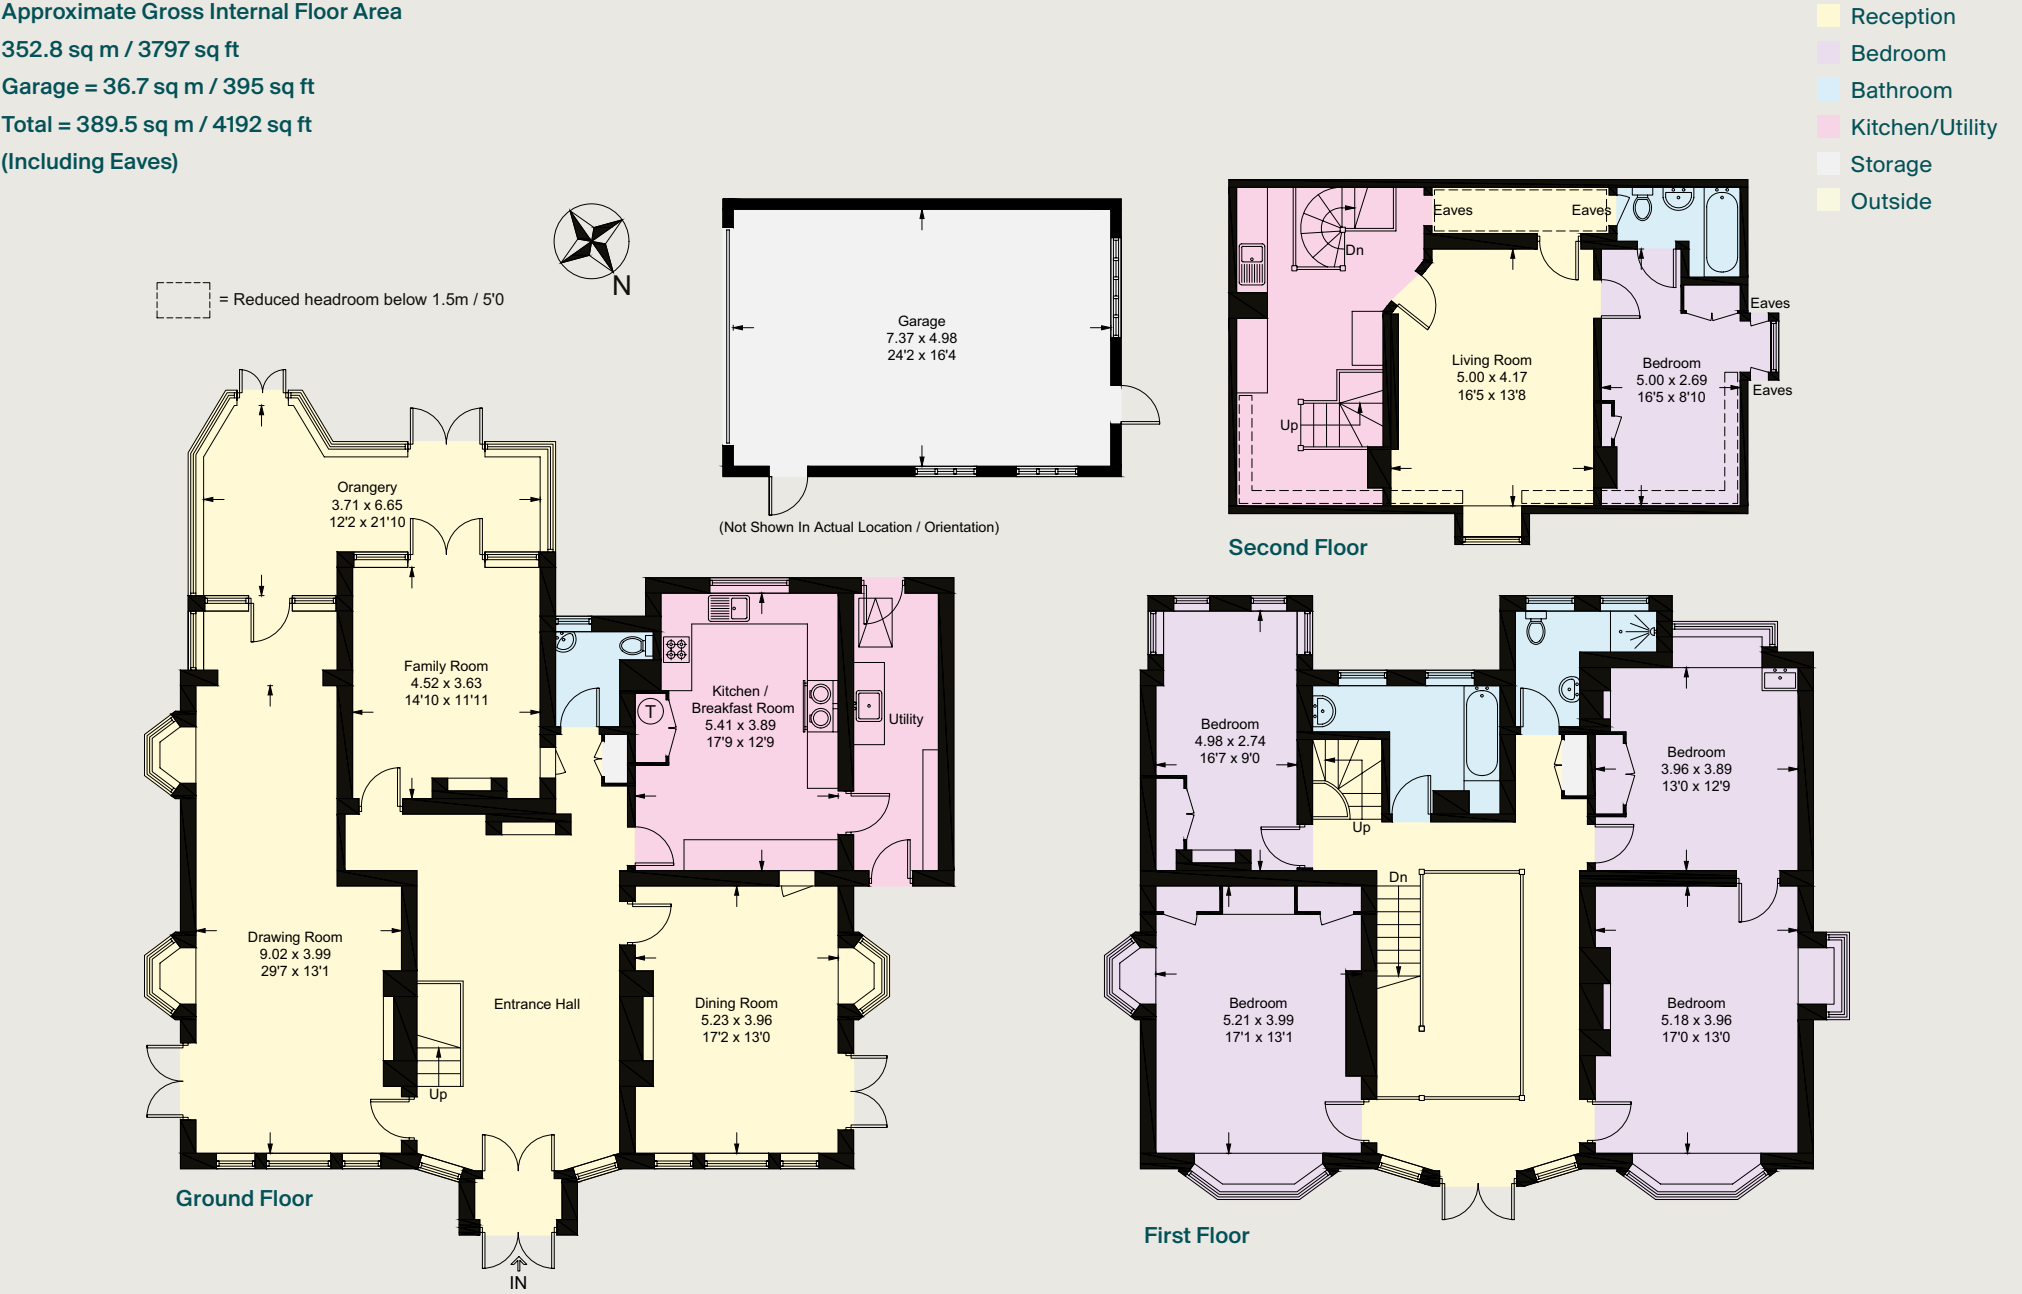 Approximate Gross Internal Floor Area
352.8 sq m / 3797 sq ft
Garage = 36.7 sq m / 395 sq ft
Total = 389.5 sq m / 4192 sq ft
(Including Eaves)
Reception
Bedroom
Bathroom
Kitchen/Utility
Storage
Outside
= Reduced headroom below 1.5m / 5'0
N
Garage
7.37 x 4.98
24'2 x 16'4
(Not Shown In Actual Location / Orientation)
Eaves
Eaves
Dn
Living Room
5.00 x 4.17
16'5 x 13'8
Bedroom
5.00 x 2.69
16'5 x 8'10
Eaves
Eaves
Up
Second Floor
Orangery
3.71 x 6.65
12'2 x 21'10
Family Room
4.52 x 3.63
14'10 x 11'11
Kitchen /
Breakfast Room
5.41 x 3.89
17'9 x 12'9
T
Utility
Drawing Room
9.02 x 3.99
29'7 x 13'1
Entrance Hall
Dining Room
5.23 x 3.96
17'2 x 13'0
Up
IN
Ground Floor
Bedroom
4.98 x 2.74
16'7 x 9'0
Up
Bedroom
3.96 x 3.89
13'0 x 12'9
Dn
Bedroom
5.21 x 3.99
17'1 x 13'1
Bedroom
5.18 x 3.96
17'0 x 13'0
First Floor